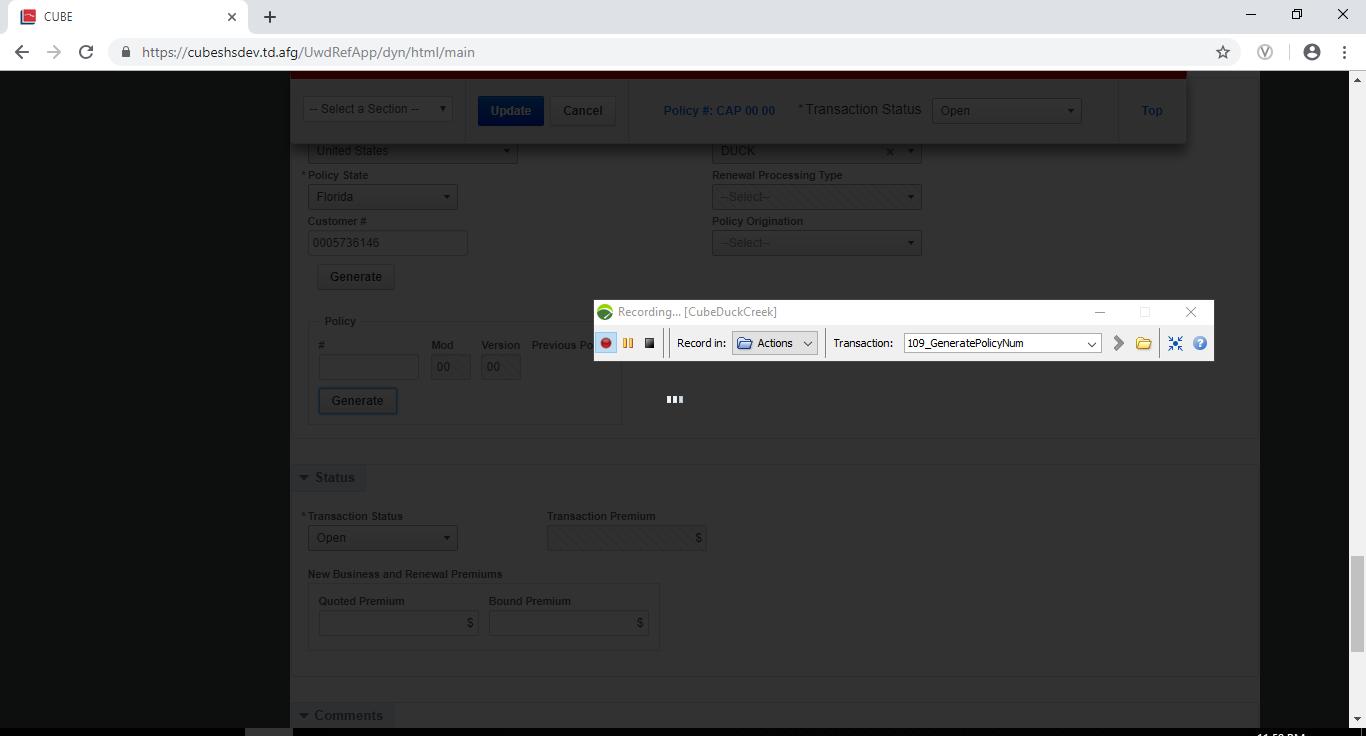 CUBE
https://cubeshsdev.td.afg/UwdRefApp/dyn/html/main
-- Select a Section --
Update
Cancel
Policy #: CAP 00 00
*Transaction Status
Open
Top
United States
DUCK
*Policy State
Renewal Processing Type
Florida
--Select--
Customer #
Policy Origination
0005736146
--Select--
Generate
Recording... [CubeDuckCreek]
Record in:
Actions
Transaction:
109_GeneratePolicyNum
Policy
#
Mod
Version
Previous Po
00
00
Generate
Status
*Transaction Status
Transaction Premium
Open
$
New Business and Renewal Premiums
Quoted Premium
Bound Premium
$
$
Comments